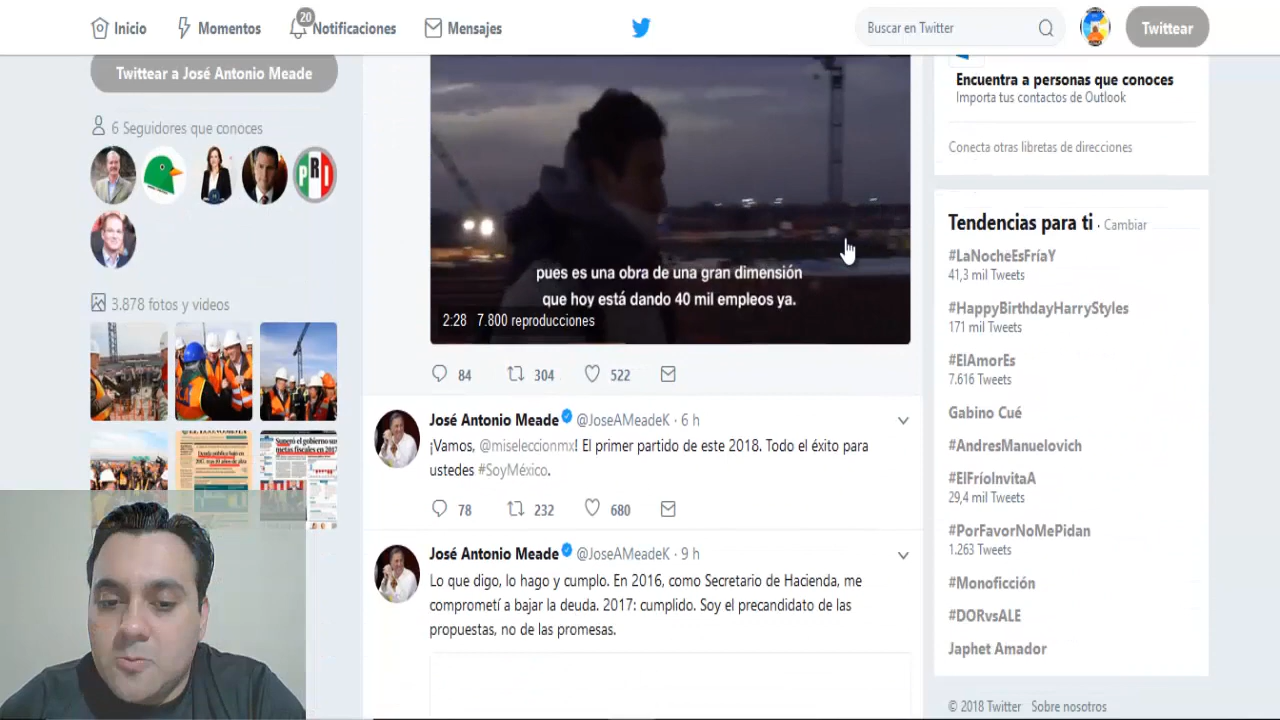 Inicio
Momentos
20
Notificaciones
Mensajes
Buscar en Twitter
Twittear
Twittear a José Antonio Meade
6 Seguidores que conoces
PRI
3.878 fotos y videos
pues es una obra de una gran dimensión
que hoy está dando 40 mil empleos ya.
2:28 7.800 reproducciones
84 304 522
José Antonio Meade @JoseAMeadeK · 6 h
¡Vamos, @miseleccionmx! El primer partido de este 2018. Todo el éxito para
ustedes #SoyMéxico.
78 232 680
José Antonio Meade @JoseAMeadeK · 9 h
Lo que digo, lo hago y cumplo. En 2016, como Secretario de Hacienda, me
comprometí a bajar la deuda. 2017: cumplido. Soy el precandidato de las
propuestas, no de las promesas.
Encuentra a personas que conoces
Importa tus contactos de Outlook
Conecta otras libretas de direcciones
Tendencias para ti · Cambiar
#LaNocheEsFríaY
41,3 mil Tweets
#HappyBirthdayHarryStyles
171 mil Tweets
#ElAmorEs
7.616 Tweets
Gabino Cué
#AndresManuelovich
#ElFríoInvitaA
29,4 mil Tweets
#PorFavorNoMePidan
1.263 Tweets
#Monoficción
#DORvsALE
Japhet Amador
© 2018 Twitter Sobre nosotros